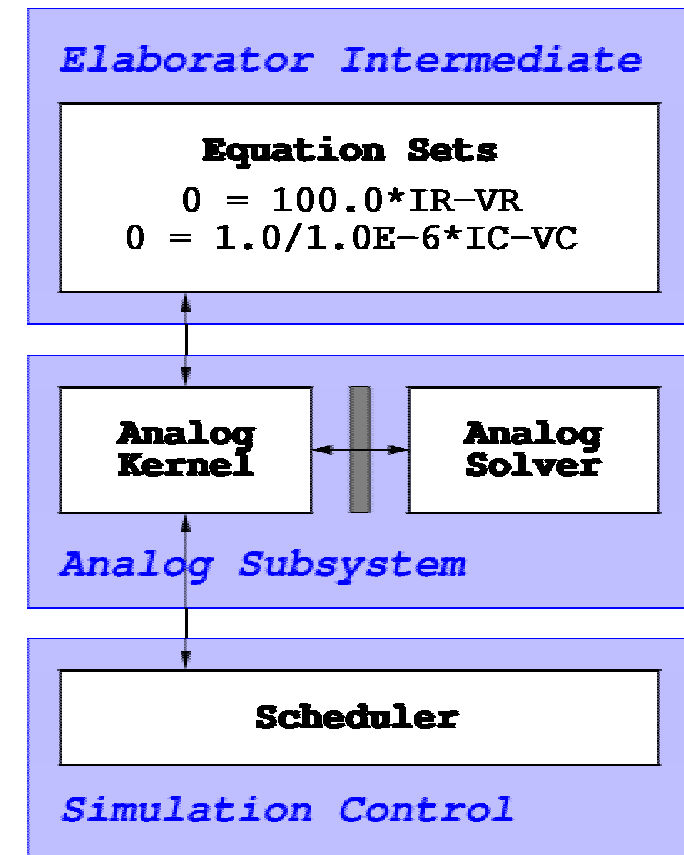 Elaborator Intermediate
Equation Sets
0 = 100.0*IR−VR
0 = 1.0/1.0E−6*IC−VC
Analog
Kernel
Analog
Solver
Analog Subsystem
Scheduler
Simulation Control